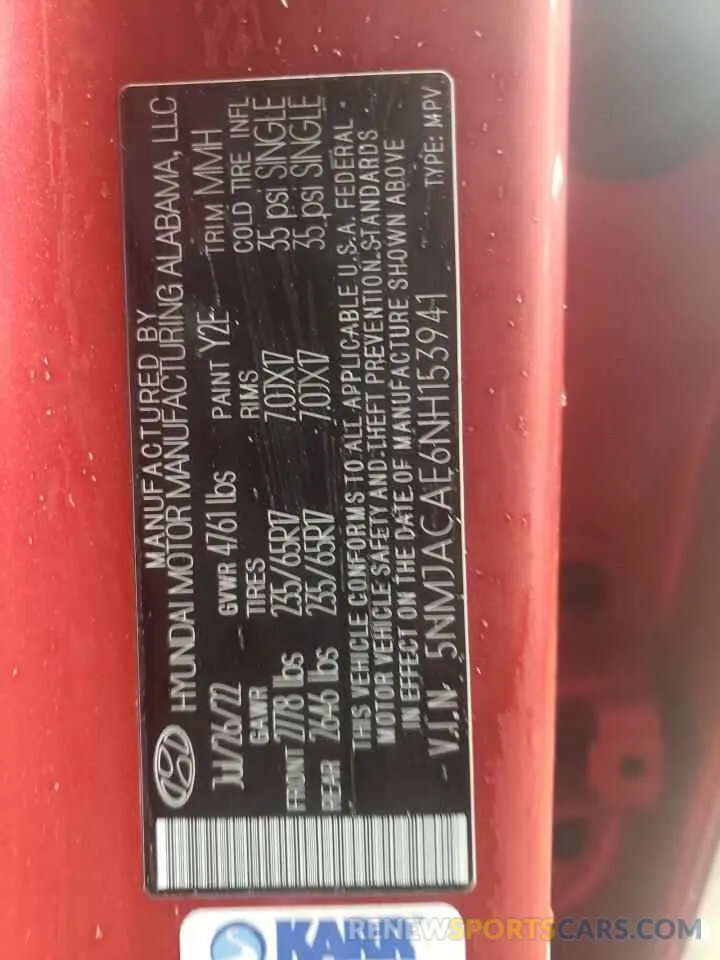 MANUFACTURED BY
HYUNDAI MOTOR MANUFACTURING ALABAMA, LLC
Jul/26/22 GVWR 4761 lbs PAINT Y2E TRIM MMH
GAWR TIRES RIMS COLD TIRE INFL
FRONT 2778 lbs 235/65R17 7.0JX17 35 psi SINGLE
REAR 2646 lbs 235/65R17 7.0JX17 35 psi SINGLE
THIS VEHICLE CONFORMS TO ALL APPLICABLE U.S.A. FEDERAL
MOTOR VEHICLE SAFETY AND THEFT PREVENTION STANDARDS
IN EFFECT ON THE DATE OF MANUFACTURE SHOWN ABOVE
V.I.N. 5NMJACAE6NH153941 TYPE: MPV
KARR
RENEWSPORTSCARS.COM